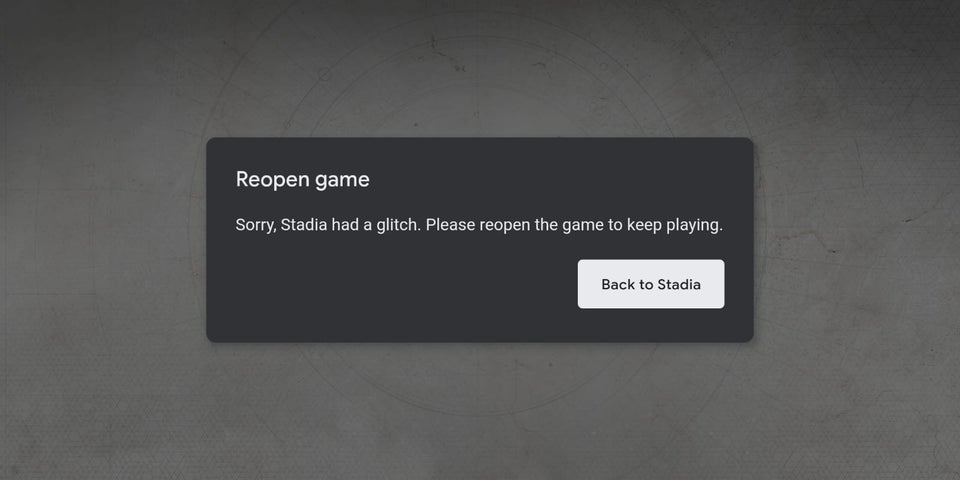 Reopen game
Sorry, Stadia had a glitch. Please reopen the game to keep playing.
Back to Stadia